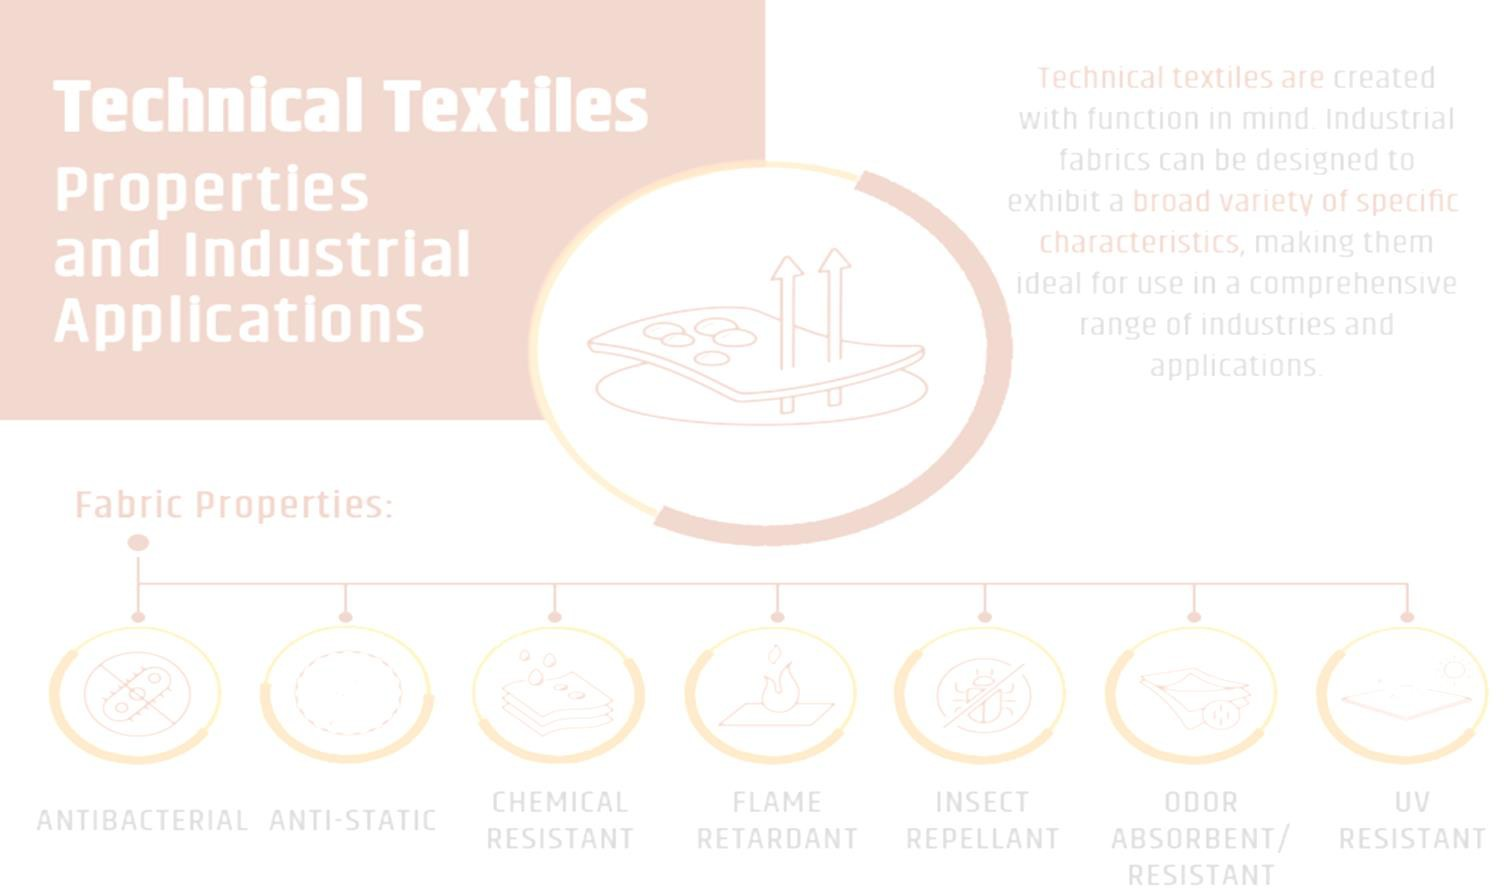 Technical Textiles
Properties
and Industrial
Applications
Technical textiles are created
with function in mind. Industrial
fabrics can be designed to
exhibit a broad variety of specific
characteristics, making them
ideal for use in a comprehensive
range of industries and
applications.
Fabric Properties:
ANTIBACTERIAL
ANTI-STATIC
CHEMICAL
RESISTANT
FLAME
RETARDANT
INSECT
REPELLANT
ODOR
ABSORBENT/
RESISTANT
UV
RESISTANT